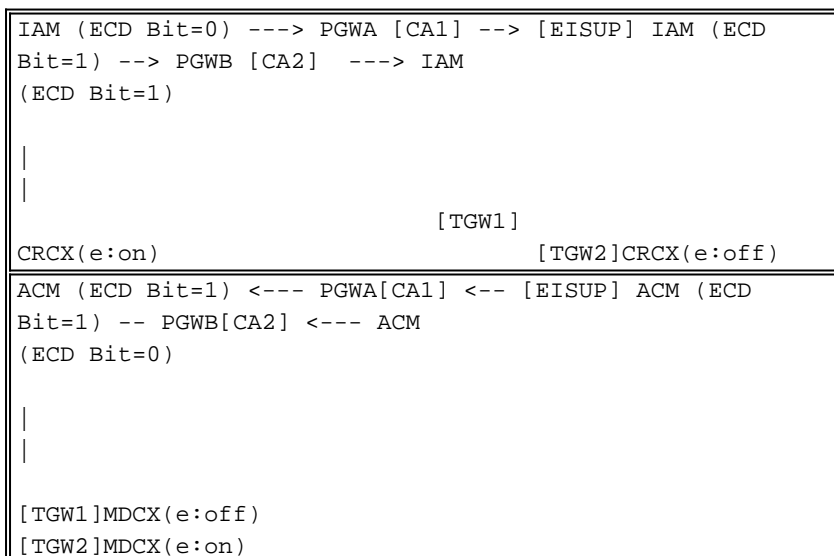 IAM (ECD Bit=0) ---> PGWA [CA1] --> [EISUP] IAM (ECD
Bit=1) --> PGWB [CA2]  ---> IAM
(ECD Bit=1)
|
|
[TGW1]
CRCX(e:on) [TGW2]CRCX(e:off)
ACM (ECD Bit=1) <--- PGWA[CA1] <-- [EISUP] ACM (ECD
Bit=1) -- PGWB[CA2] <--- ACM
(ECD Bit=0)
|
|
[TGW1]MDCX(e:off)
[TGW2]MDCX(e:on)